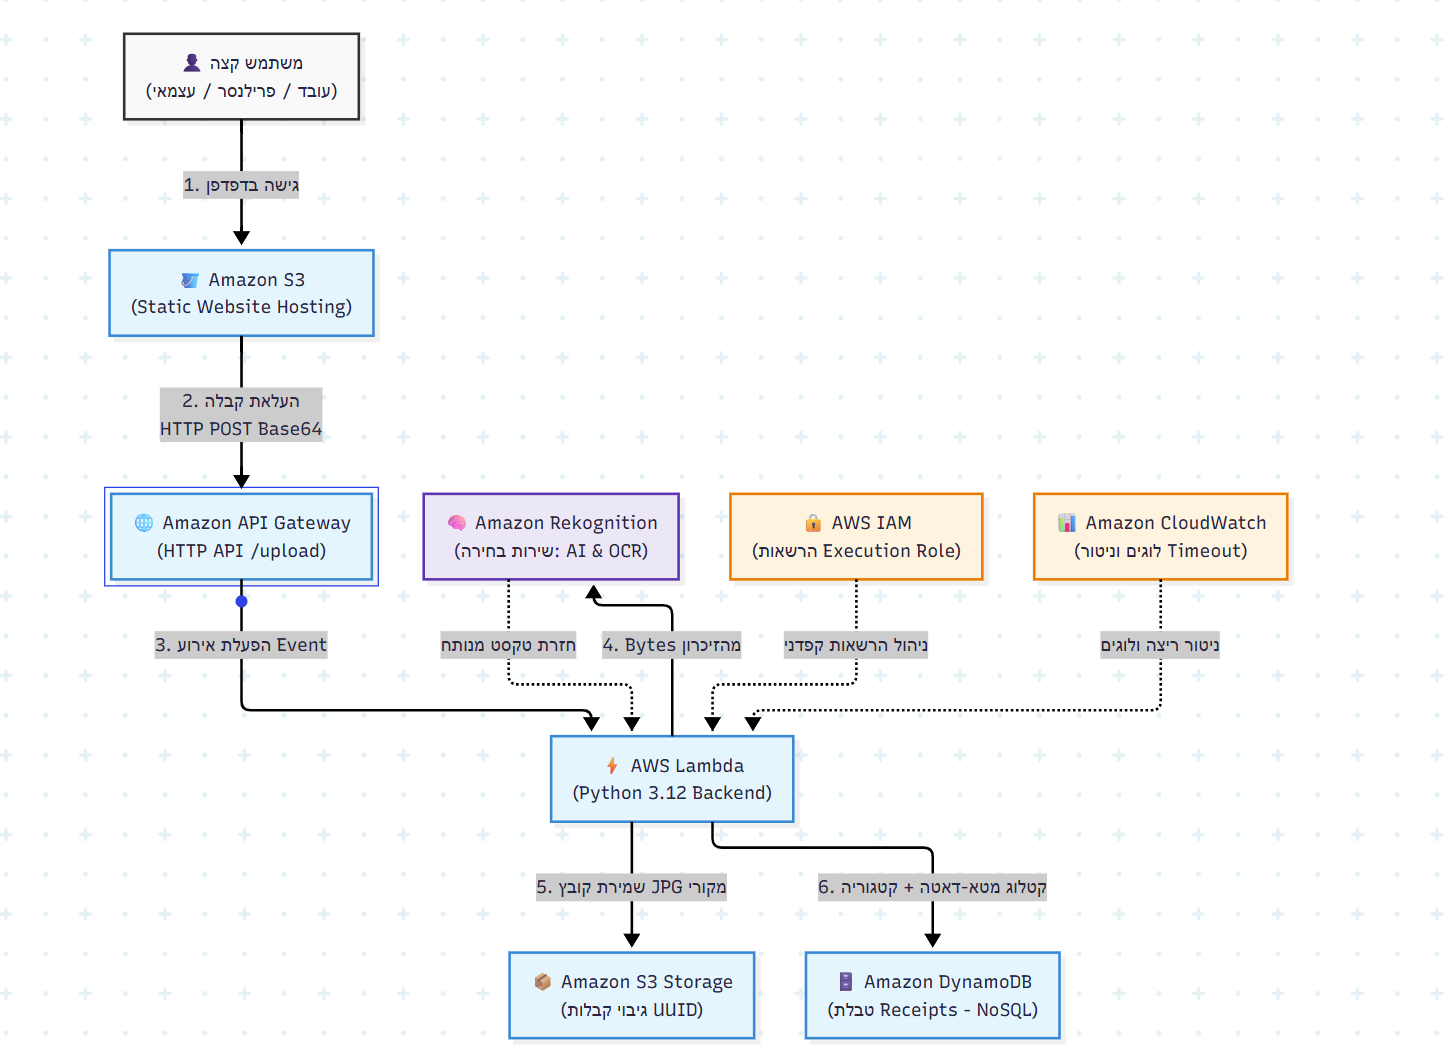 👤 משתמש קצה
(עובד / פרילנסר / עצמאי)
1. גישה בדפדפן
🪣 Amazon S3
(Static Website Hosting)
2. העלאת קבלה
HTTP POST Base64
🌐 Amazon API Gateway
(HTTP API /upload)
🧠 Amazon Rekognition
(שירות בחירה: AI & OCR)
🔒 AWS IAM
(הרשאות Execution Role)
📊 Amazon CloudWatch
(לוגים וניטור Timeout)
3. הפעלת אירוע Event
חזרת טקסט מנותח
4. Bytes מהזיכרון
ניהול הרשאות קפדני
ניטור ריצה ולוגים
⚡ AWS Lambda
(Python 3.12 Backend)
5. שמירת קובץ JPG מקורי
6. קטלוג מטא-דאטה + קטגוריה
📦 Amazon S3 Storage
(גיבוי קבלות UUID)
🗄️ Amazon DynamoDB
(טבלת Receipts - NoSQL)